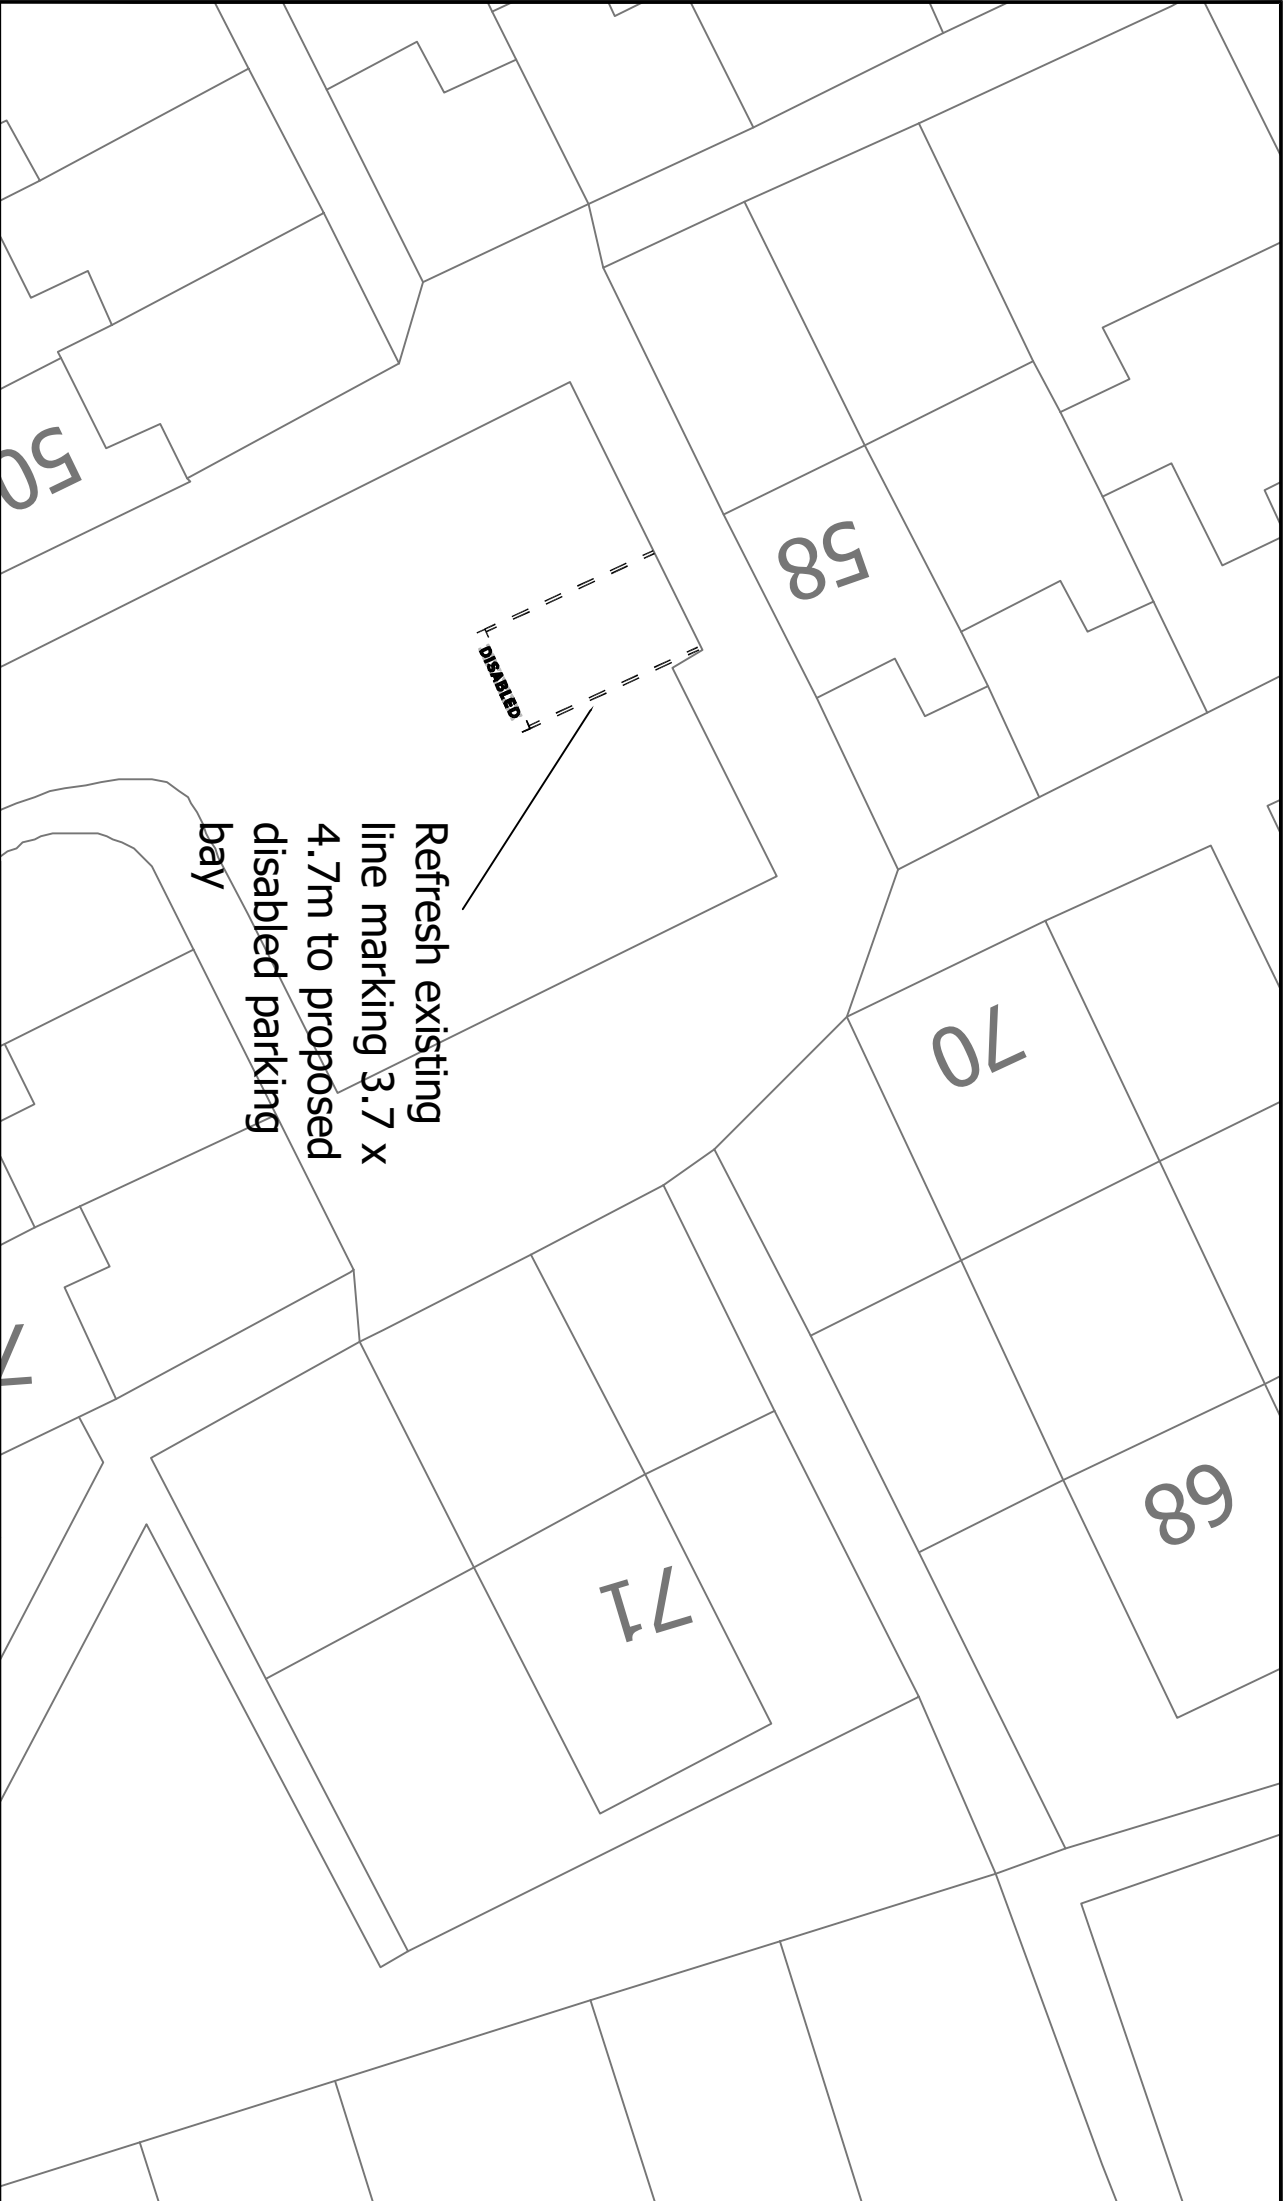 50
58
DISABLED
Refresh existing
line marking 3.7 x
4.7m to proposed
disabled parking
bay
70
7
68
71